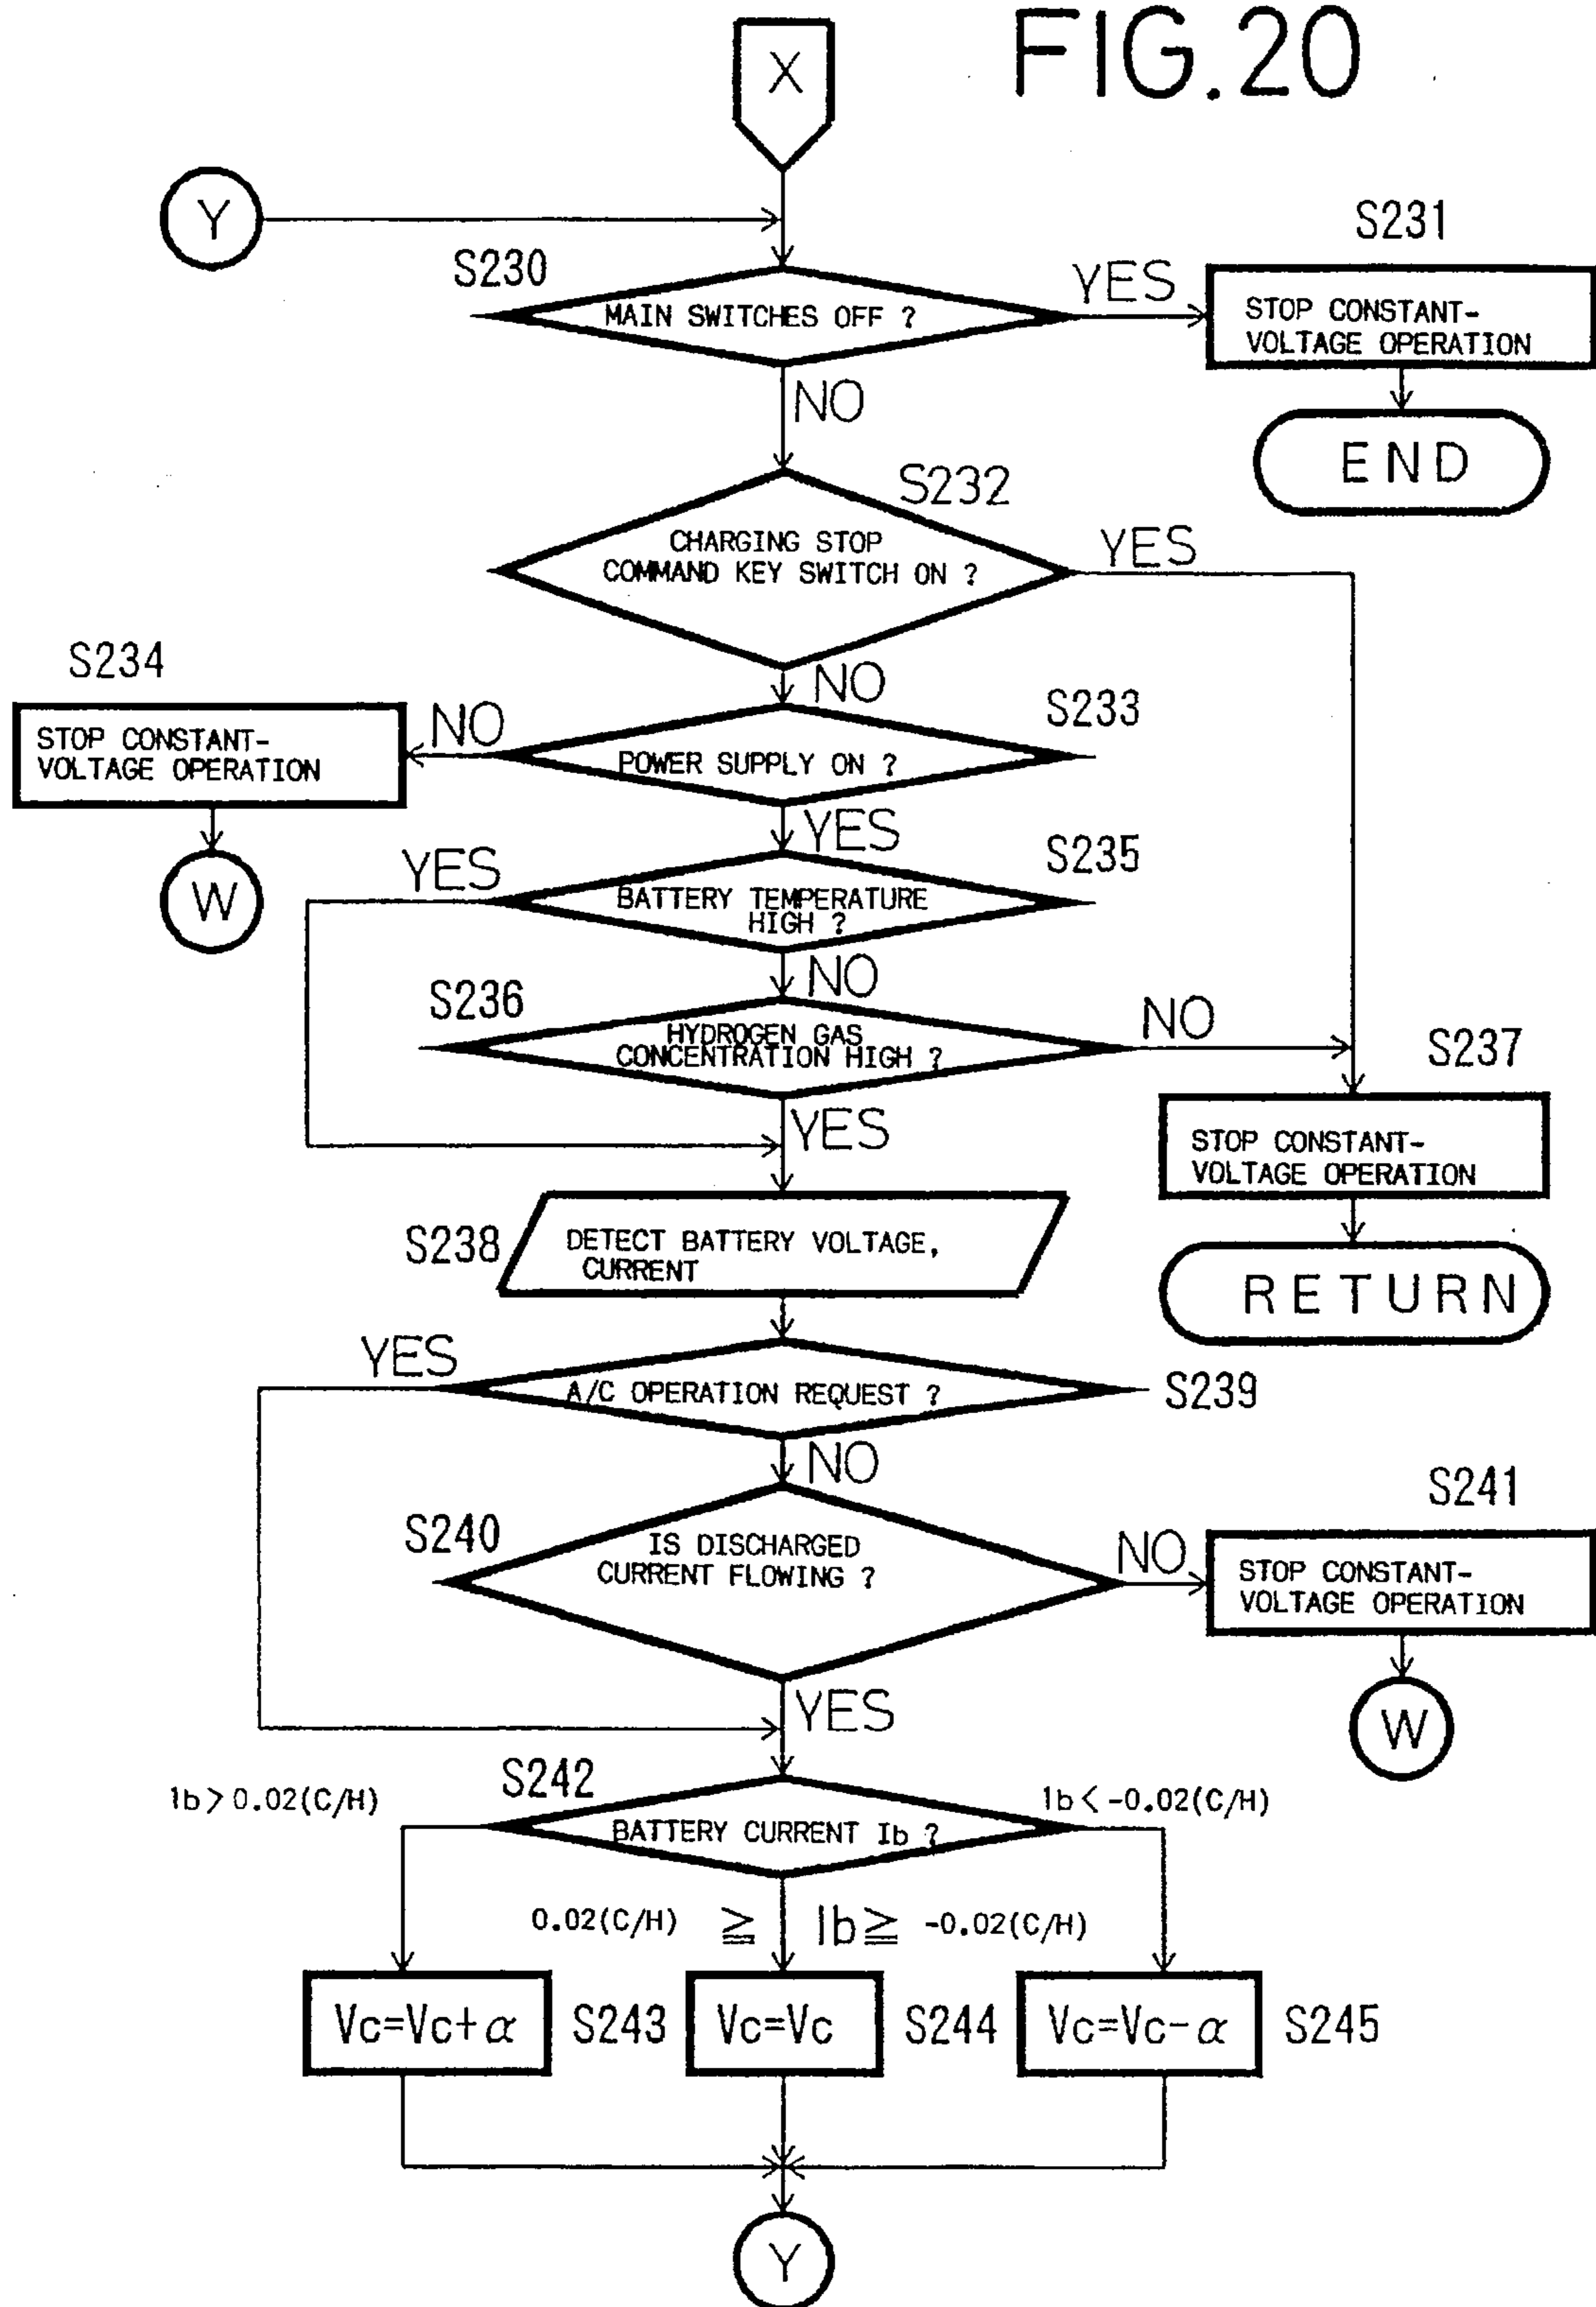 FIG.20
X
Y
S230
MAIN SWITCHES OFF ?
YES
S231
STOP CONSTANT-
VOLTAGE OPERATION
END
NO
S232
CHARGING STOP
COMMAND KEY SWITCH ON ?
YES
NO
S233
POWER SUPPLY ON ?
NO
S234
STOP CONSTANT-
VOLTAGE OPERATION
W
YES
S235
BATTERY TEMPERATURE
HIGH ?
YES
NO
S236
HYDROGEN GAS
CONCENTRATION HIGH ?
NO
YES
S237
STOP CONSTANT-
VOLTAGE OPERATION
RETURN
S238
DETECT BATTERY VOLTAGE,
CURRENT
YES
A/C OPERATION REQUEST ?
S239
NO
S240
IS DISCHARGED
CURRENT FLOWING ?
NO
S241
STOP CONSTANT-
VOLTAGE OPERATION
W
YES
S242
BATTERY CURRENT Ib ?
Ib > 0.02(C/H)
Ib < -0.02(C/H)
0.02(C/H) ≧ Ib ≧ -0.02(C/H)
Vc=Vc+α
S243
Vc=Vc
S244
Vc=Vc-α
S245
Y